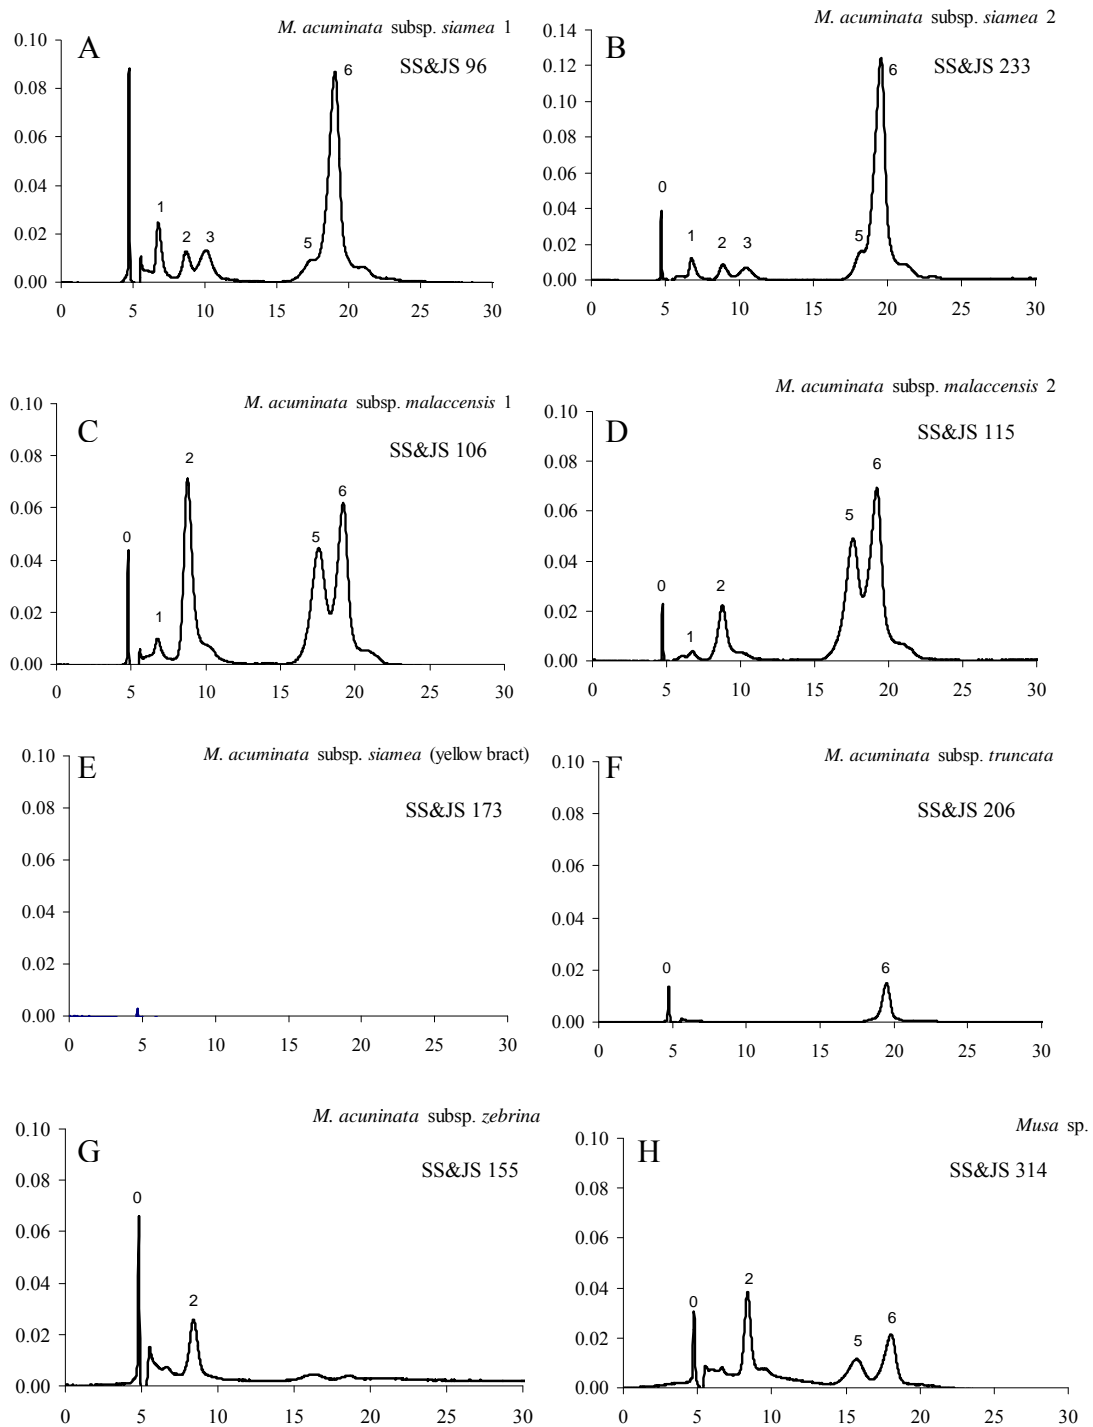 M. acuminata subsp. siamea 1
A
SS&JS 96
0.10
0.08
0.06
0.04
0.02
0.00
1
2
3
5
6
0 5 10 15 20 25 30
M. acuminata subsp. siamea 2
B
SS&JS 233
0.14
0.12
0.10
0.08
0.06
0.04
0.02
0.00
0
1
2
3
5
6
0 5 10 15 20 25 30
M. acuminata subsp. malaccensis 1
C
SS&JS 106
0.10
0.08
0.06
0.04
0.02
0.00
0
1
2
5
6
0 5 10 15 20 25 30
M. acuminata subsp. malaccensis 2
D
SS&JS 115
0.10
0.08
0.06
0.04
0.02
0.00
0
1
2
5
6
0 5 10 15 20 25 30
M. acuminata subsp. siamea (yellow bract)
E
SS&JS 173
0.10
0.08
0.06
0.04
0.02
0.00
0 5 10 15 20 25 30
M. acuminata subsp. truncata
F
SS&JS 206
0.10
0.08
0.06
0.04
0.02
0.00
0
6
0 5 10 15 20 25 30
M. acuninata subsp. zebrina
G
SS&JS 155
0.10
0.08
0.06
0.04
0.02
0.00
0
2
0 5 10 15 20 25 30
Musa sp.
H
SS&JS 314
0.10
0.08
0.06
0.04
0.02
0.00
0
2
5
6
0 5 10 15 20 25 30